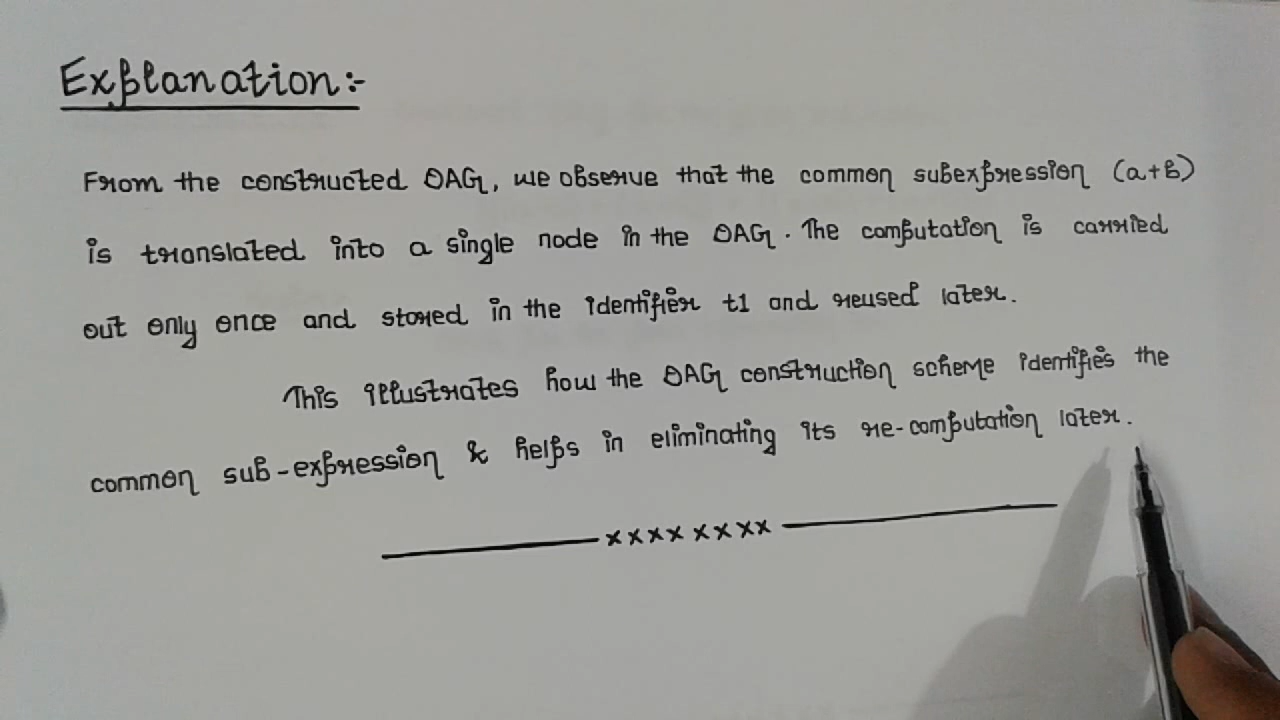 Explanation:-
From the constructed DAG, we observe that the common subexpression (a+b)
is translated into a single node in the DAG. The computation is carried
out only once and stored in the identifier t1 and reused later.
This illustrates how the DAG construction scheme identifies the
common sub-expression & helps in eliminating its re-computation later.
xxxxxxxx